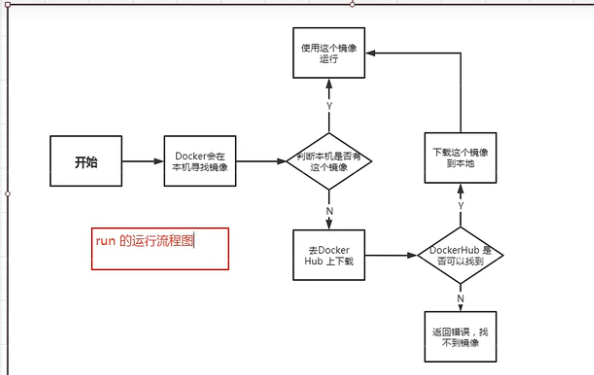 使用这个镜像
运行
Y
开始
Docker会在
本机寻找镜像
判断本机是否有
这个镜像
下载这个镜像
到本地
N
Y
run 的运行流程图
去Docker
Hub 上下载
DockerHub 是
否可以找到
N
返回错误，找
不到镜像